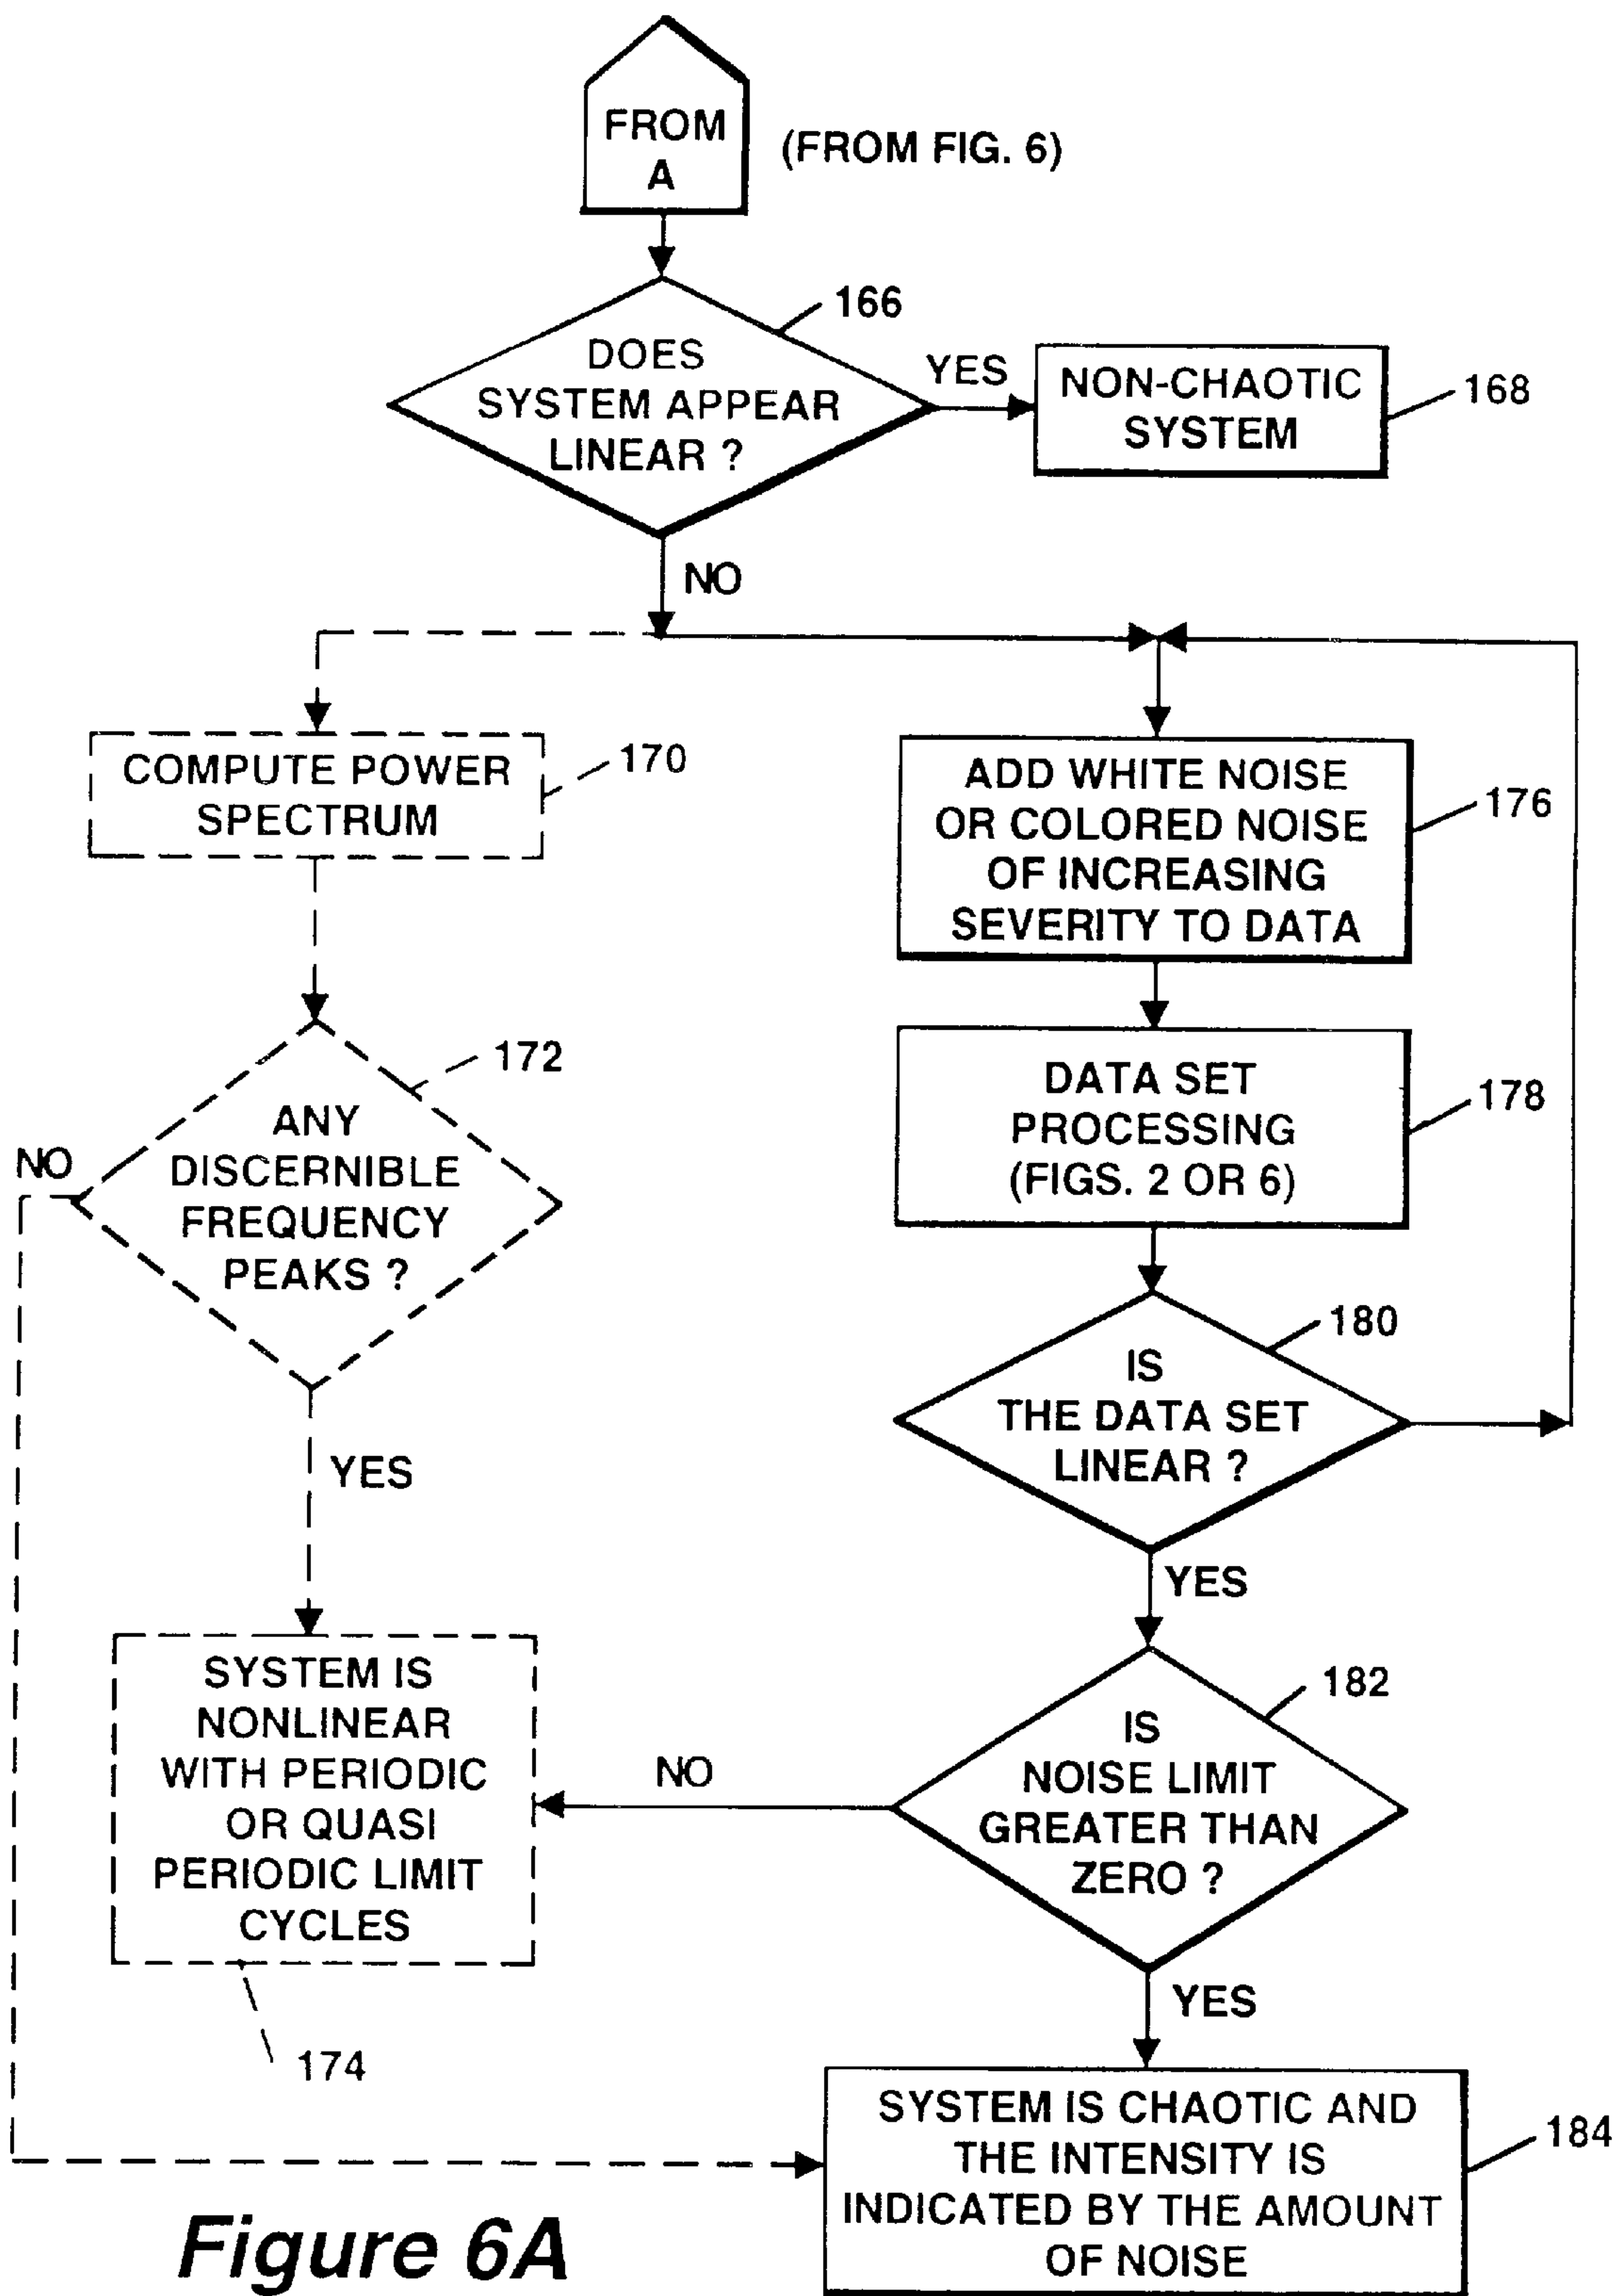 FROM
A
(FROM FIG. 6)
166
DOES
SYSTEM APPEAR
LINEAR ?
YES
NON-CHAOTIC
SYSTEM
168
NO
COMPUTE POWER
SPECTRUM
170
ADD WHITE NOISE
OR COLORED NOISE
OF INCREASING
SEVERITY TO DATA
176
172
ANY
DISCERNIBLE
FREQUENCY
PEAKS ?
NO
DATA SET
PROCESSING
(FIGS. 2 OR 6)
178
180
IS
THE DATA SET
LINEAR ?
YES
YES
SYSTEM IS
NONLINEAR
WITH PERIODIC
OR QUASI
PERIODIC LIMIT
CYCLES
174
NO
182
IS
NOISE LIMIT
GREATER THAN
ZERO ?
YES
SYSTEM IS CHAOTIC AND
THE INTENSITY IS
INDICATED BY THE AMOUNT
OF NOISE
184
Figure 6A